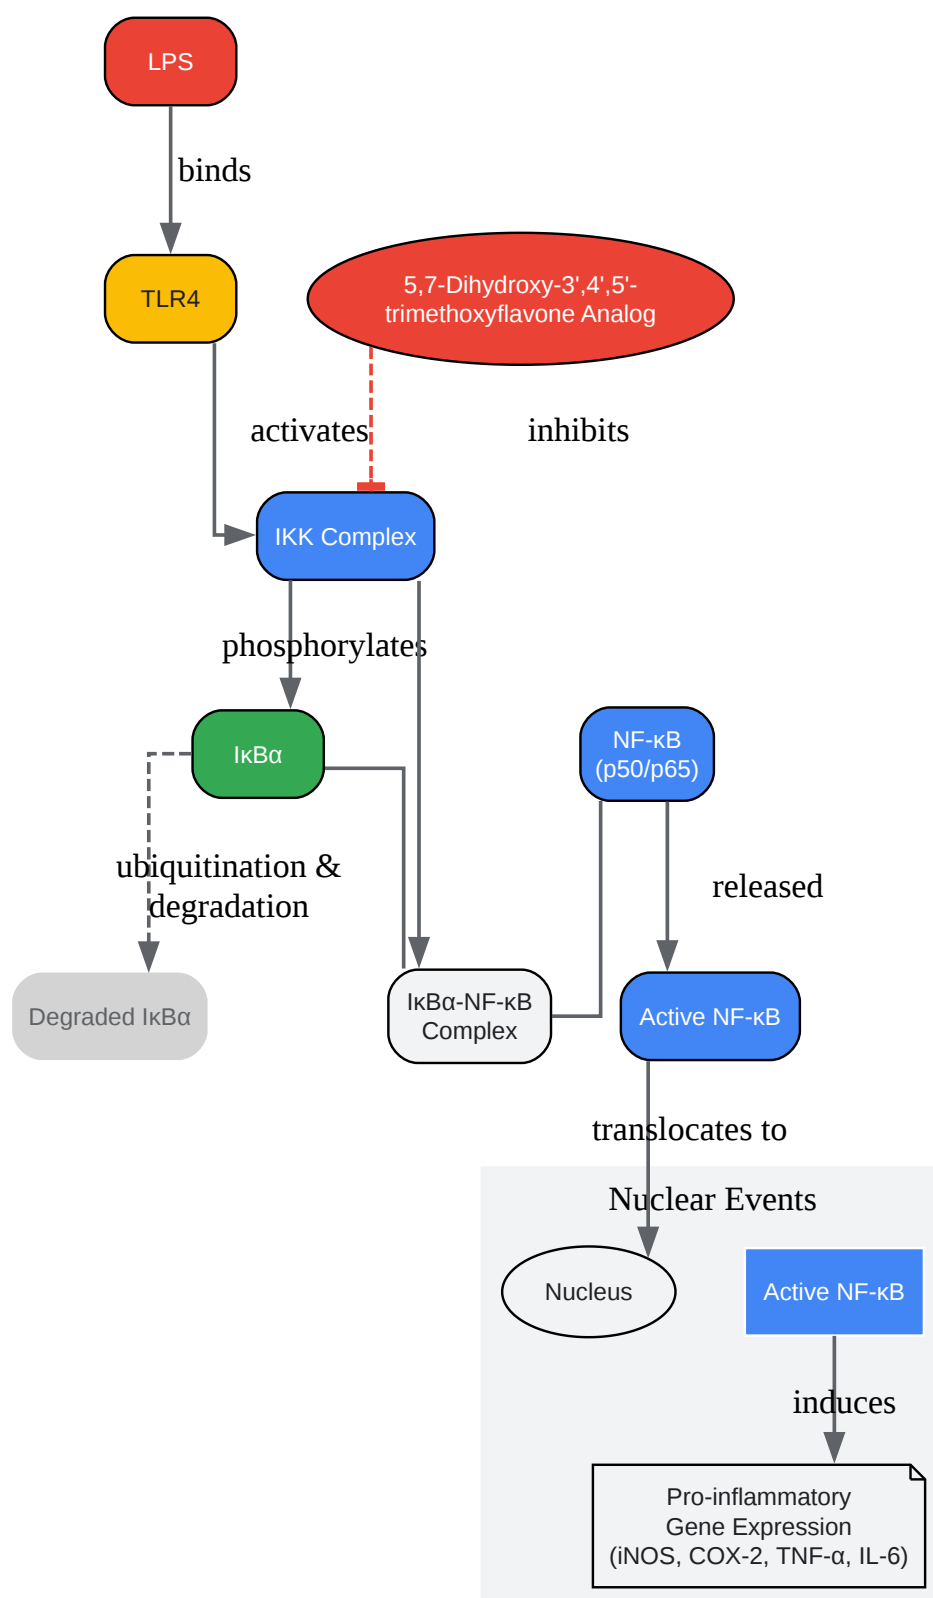 LPS
binds
TLR4
5,7-Dihydroxy-3',4',5'-
trimethoxyflavone Analog
activates
inhibits
IKK Complex
phosphorylates
IκBα
NF-κB
(p50/p65)
ubiquitination &
degradation
released
Degraded IκBα
IκBα-NF-κB
Complex
Active NF-κB
translocates to
Nuclear Events
Nucleus
Active NF-κB
induces
Pro-inflammatory
Gene Expression
(iNOS, COX-2, TNF-α, IL-6)